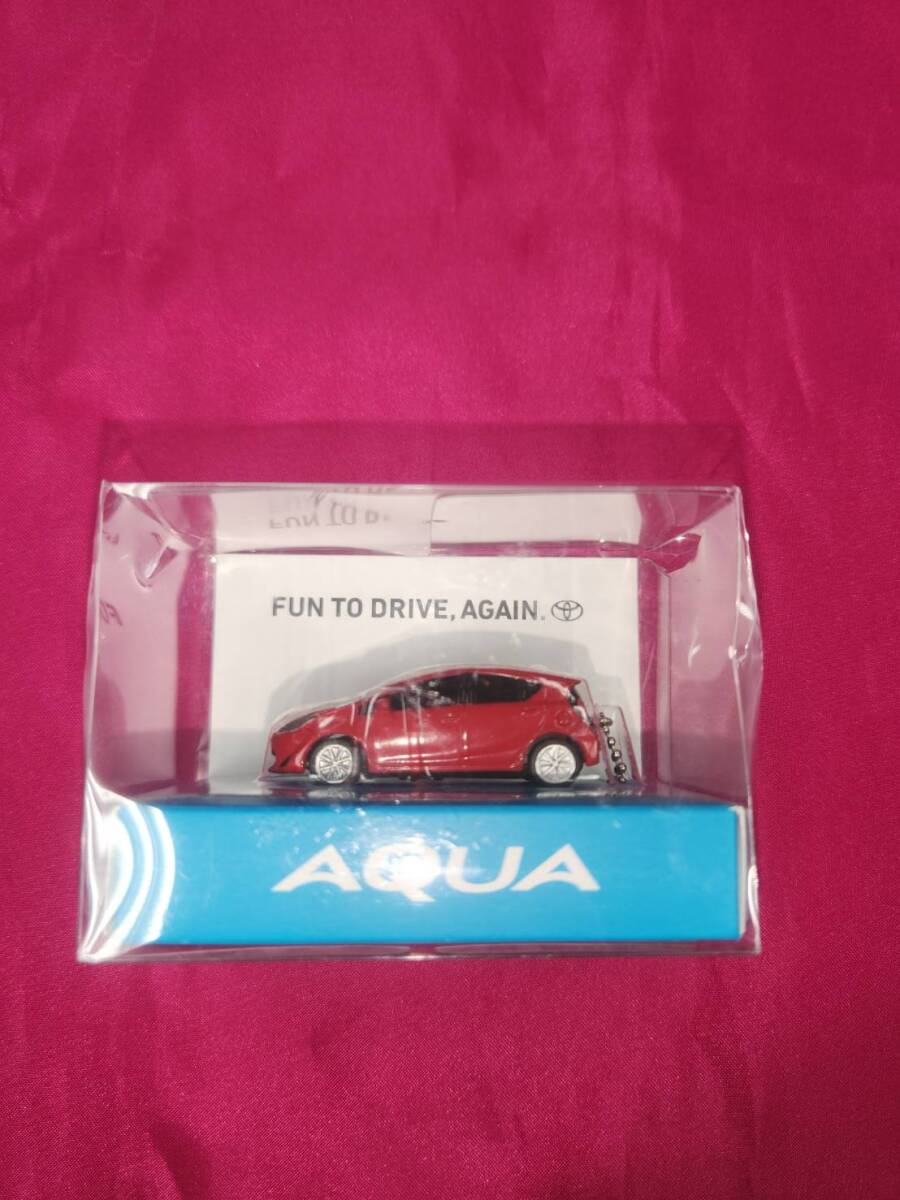 FUN TO DRIVE, AGAIN.
AQUA